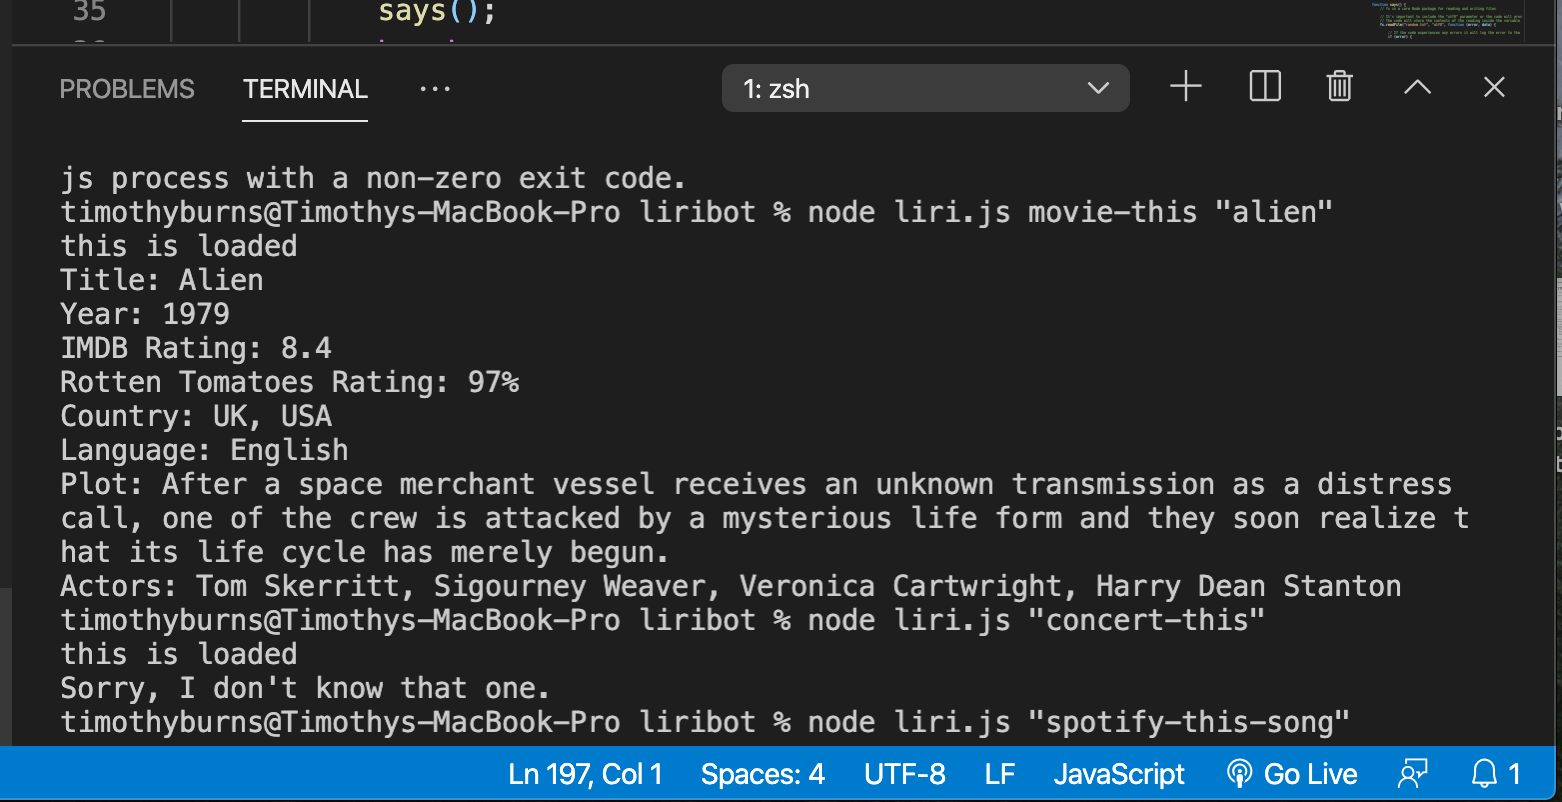 35 says();
PROBLEMS TERMINAL ... 1: zsh
js process with a non-zero exit code.
timothyburns@Timothys-MacBook-Pro liribot % node liri.js movie-this "alien"
this is loaded
Title: Alien
Year: 1979
IMDB Rating: 8.4
Rotten Tomatoes Rating: 97%
Country: UK, USA
Language: English
Plot: After a space merchant vessel receives an unknown transmission as a distress
call, one of the crew is attacked by a mysterious life form and they soon realize t
hat its life cycle has merely begun.
Actors: Tom Skerritt, Sigourney Weaver, Veronica Cartwright, Harry Dean Stanton
timothyburns@Timothys-MacBook-Pro liribot % node liri.js "concert-this"
this is loaded
Sorry, I don't know that one.
timothyburns@Timothys-MacBook-Pro liribot % node liri.js "spotify-this-song"
Ln 197, Col 1 Spaces: 4 UTF-8 LF JavaScript Go Live 1